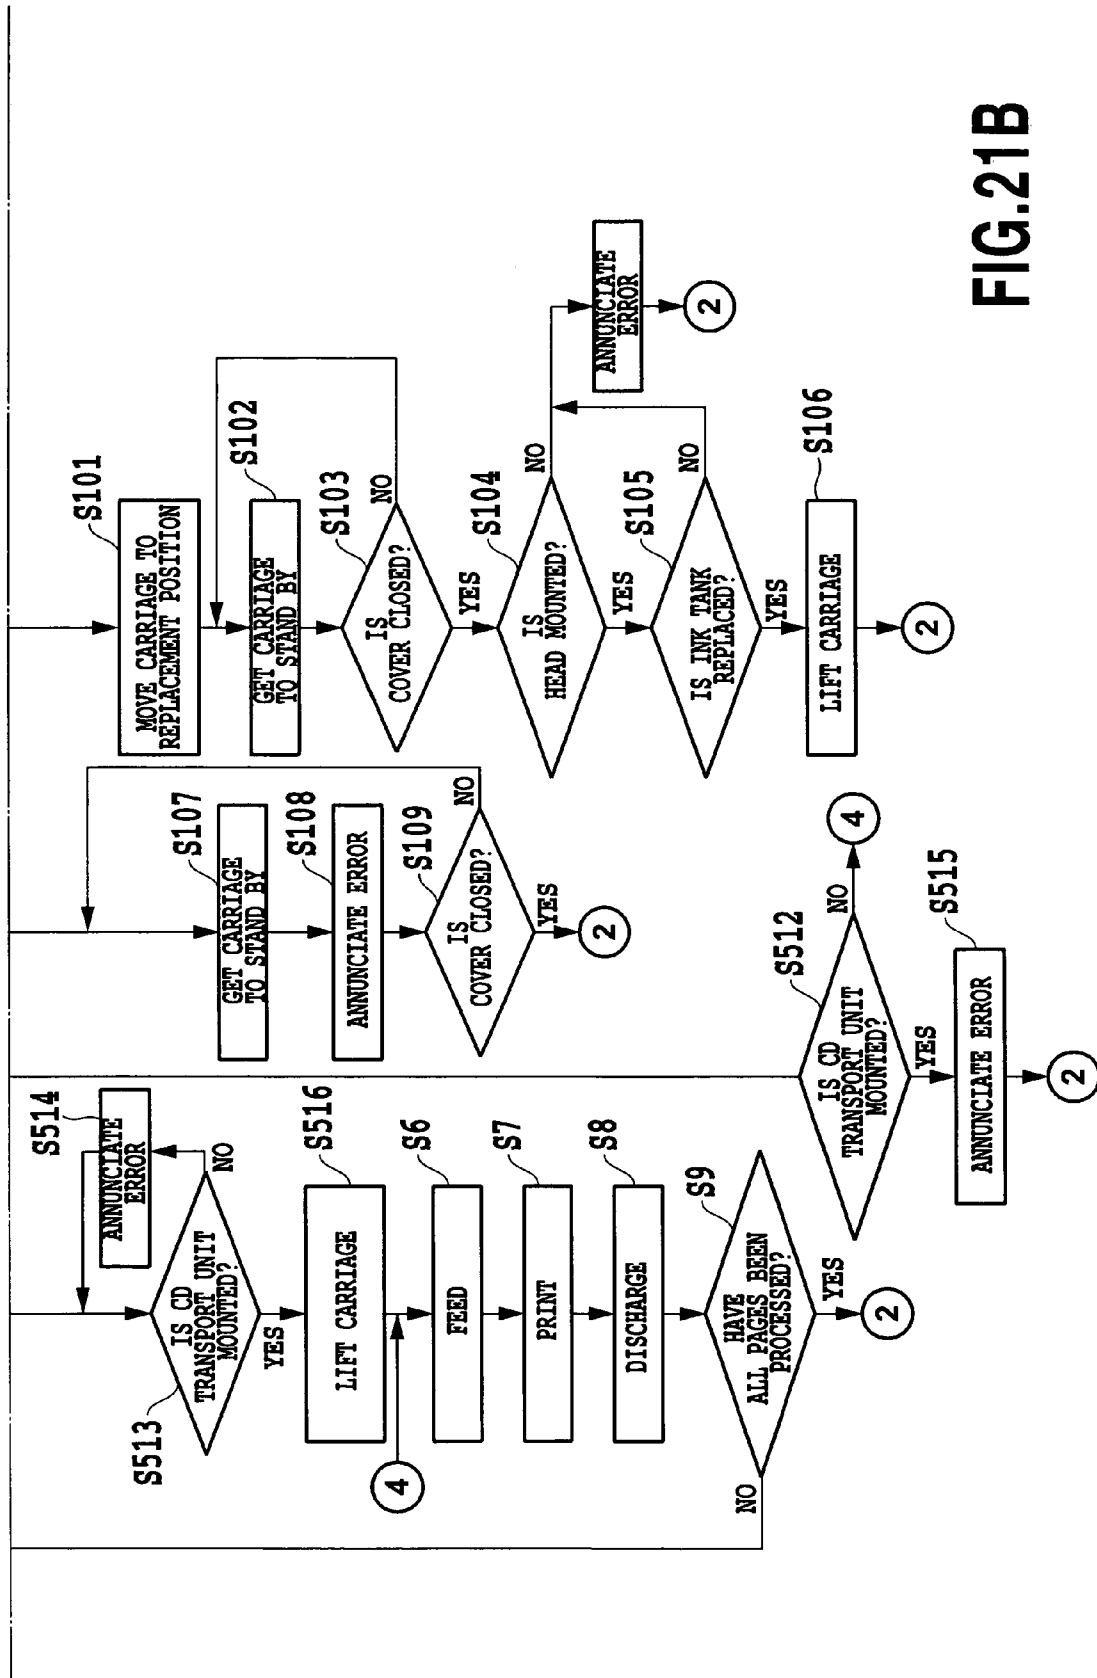 S513
IS CD
TRANSPORT UNIT
MOUNTED?
NO
S514
ANNUNCIATE
ERROR
YES
S516
LIFT CARRIAGE
4
S6
FEED
S7
PRINT
S8
DISCHARGE
S9
HAVE
ALL PAGES BEEN
PROCESSED?
NO
YES
2
S107
GET CARRIAGE
TO STAND BY
S108
ANNUNCIATE ERROR
S109
IS
COVER CLOSED?
NO
YES
2
S512
IS CD
TRANSPORT UNIT
MOUNTED?
NO
4
YES
S515
ANNUNCIATE ERROR
2
S101
MOVE CARRIAGE TO
REPLACEMENT POSITION
S102
GET CARRIAGE
TO STAND BY
S103
IS
COVER CLOSED?
NO
YES
S104
IS
HEAD MOUNTED?
NO
YES
S105
IS INK TANK
REPLACED?
NO
YES
S106
LIFT CARRIAGE
2
ANNUNCIATE
ERROR
2
FIG.21B